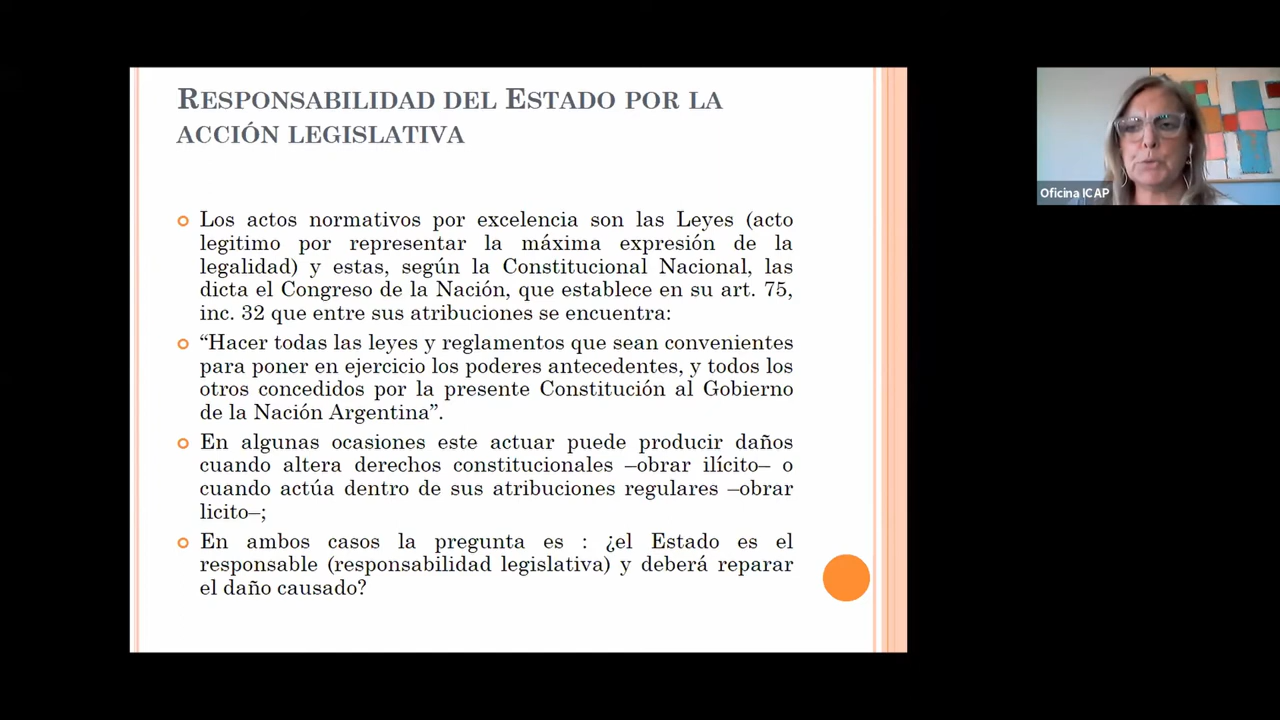 RESPONSABILIDAD DEL ESTADO POR LA
ACCIÓN LEGISLATIVA
Los actos normativos por excelencia son las Leyes (acto
legitimo por representar la máxima expresión de la
legalidad) y estas, según la Constitucional Nacional, las
dicta el Congreso de la Nación, que establece en su art. 75,
inc. 32 que entre sus atribuciones se encuentra:
“Hacer todas las leyes y reglamentos que sean convenientes
para poner en ejercicio los poderes antecedentes, y todos los
otros concedidos por la presente Constitución al Gobierno
de la Nación Argentina”.
En algunas ocasiones este actuar puede producir daños
cuando altera derechos constitucionales –obrar ilícito– o
cuando actúa dentro de sus atribuciones regulares –obrar
licito–;
En ambos casos la pregunta es : ¿el Estado es el
responsable (responsabilidad legislativa) y deberá reparar
el daño causado?
Oficina ICAP